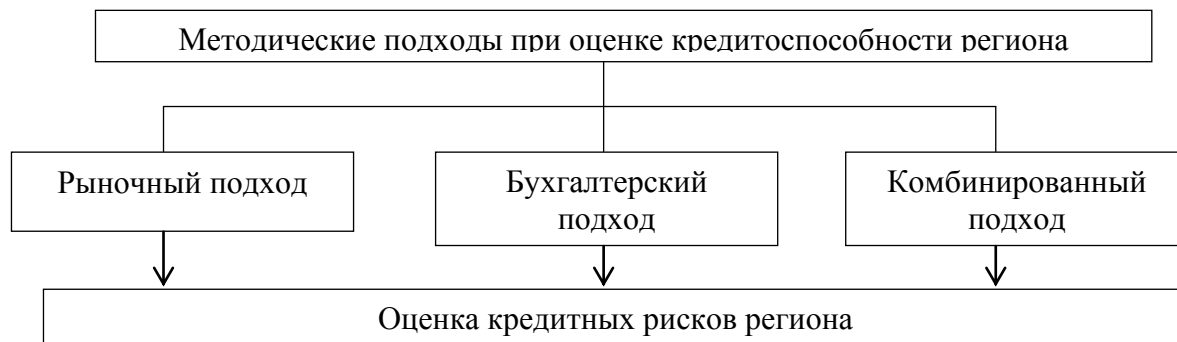 Методические подходы при оценке кредитоспособности региона
Рыночный подход
Бухгалтерский
подход
Комбинированный
подход
Оценка кредитных рисков региона